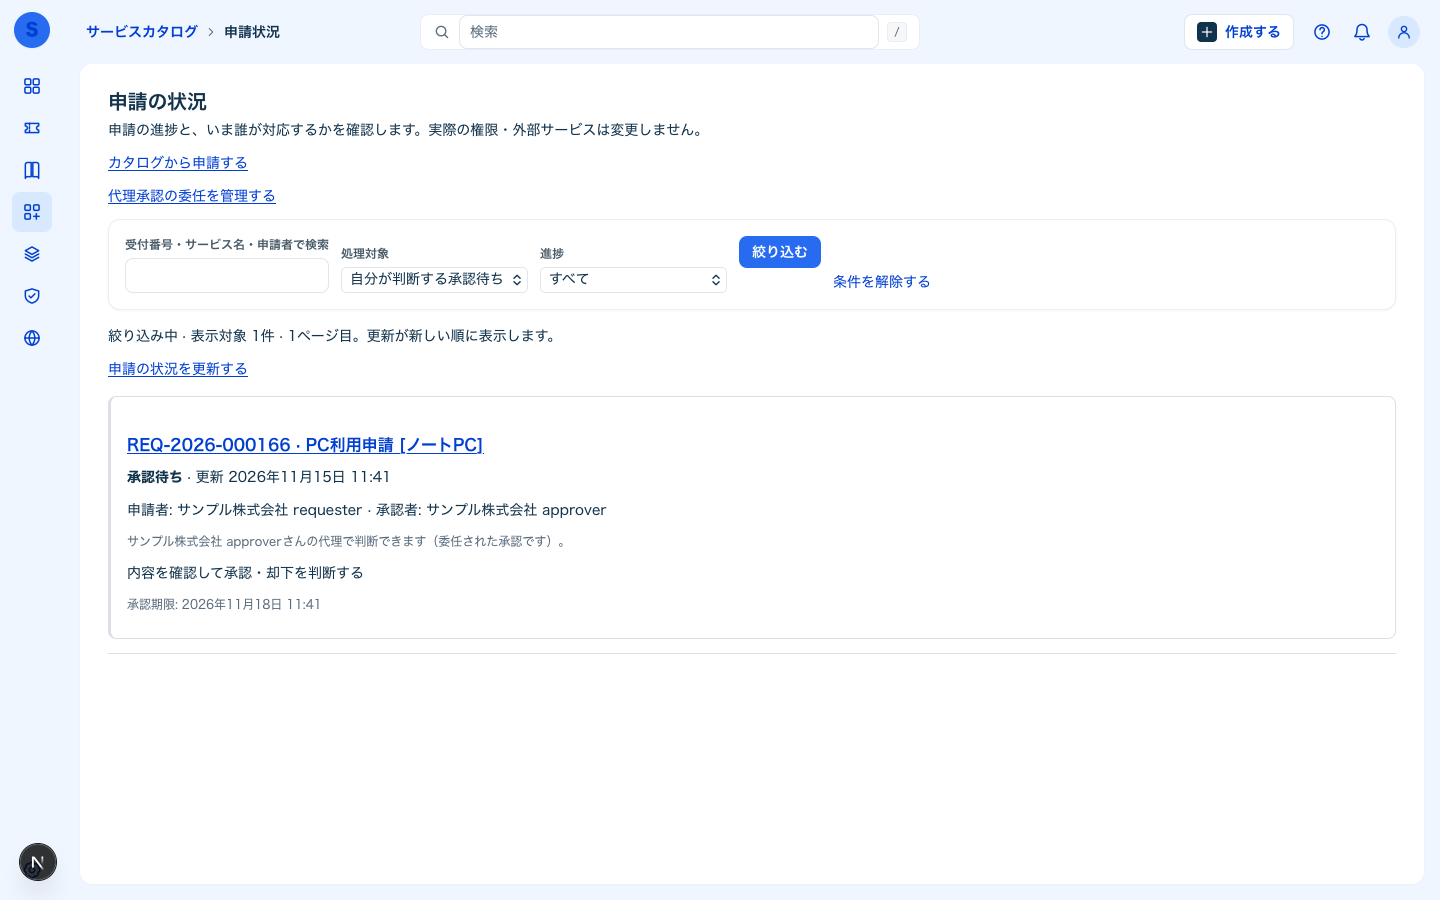 S
サービスカタログ > 申請状況
検索
/
作成する
申請の状況
申請の進捗と、いま誰が対応するかを確認します。実際の権限・外部サービスは変更しません。
カタログから申請する
代理承認の委任を管理する
受付番号・サービス名・申請者で検索
処理対象
自分が判断する承認待ち
進捗
すべて
絞り込む
条件を解除する
絞り込み中 · 表示対象 1件 · 1ページ目。更新が新しい順に表示します。
申請の状況を更新する
REQ-2026-000166 · PC利用申請 [ノートPC]
承認待ち · 更新 2026年11月15日 11:41
申請者: サンプル株式会社 requester · 承認者: サンプル株式会社 approver
サンプル株式会社 approverさんの代理で判断できます（委任された承認です）。
内容を確認して承認・却下を判断する
承認期限: 2026年11月18日 11:41
N